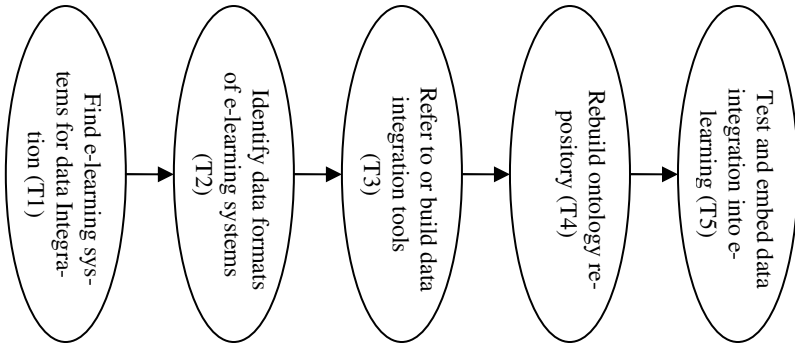 Find e-learning sys-
tems for data Integra-
tion (T1)
Identify data formats
of e-learning systems
(T2)
Refer to or build data
integration tools
(T3)
Rebuild ontology re-
pository (T4)
Test and embed data
integration into e-
learning (T5)